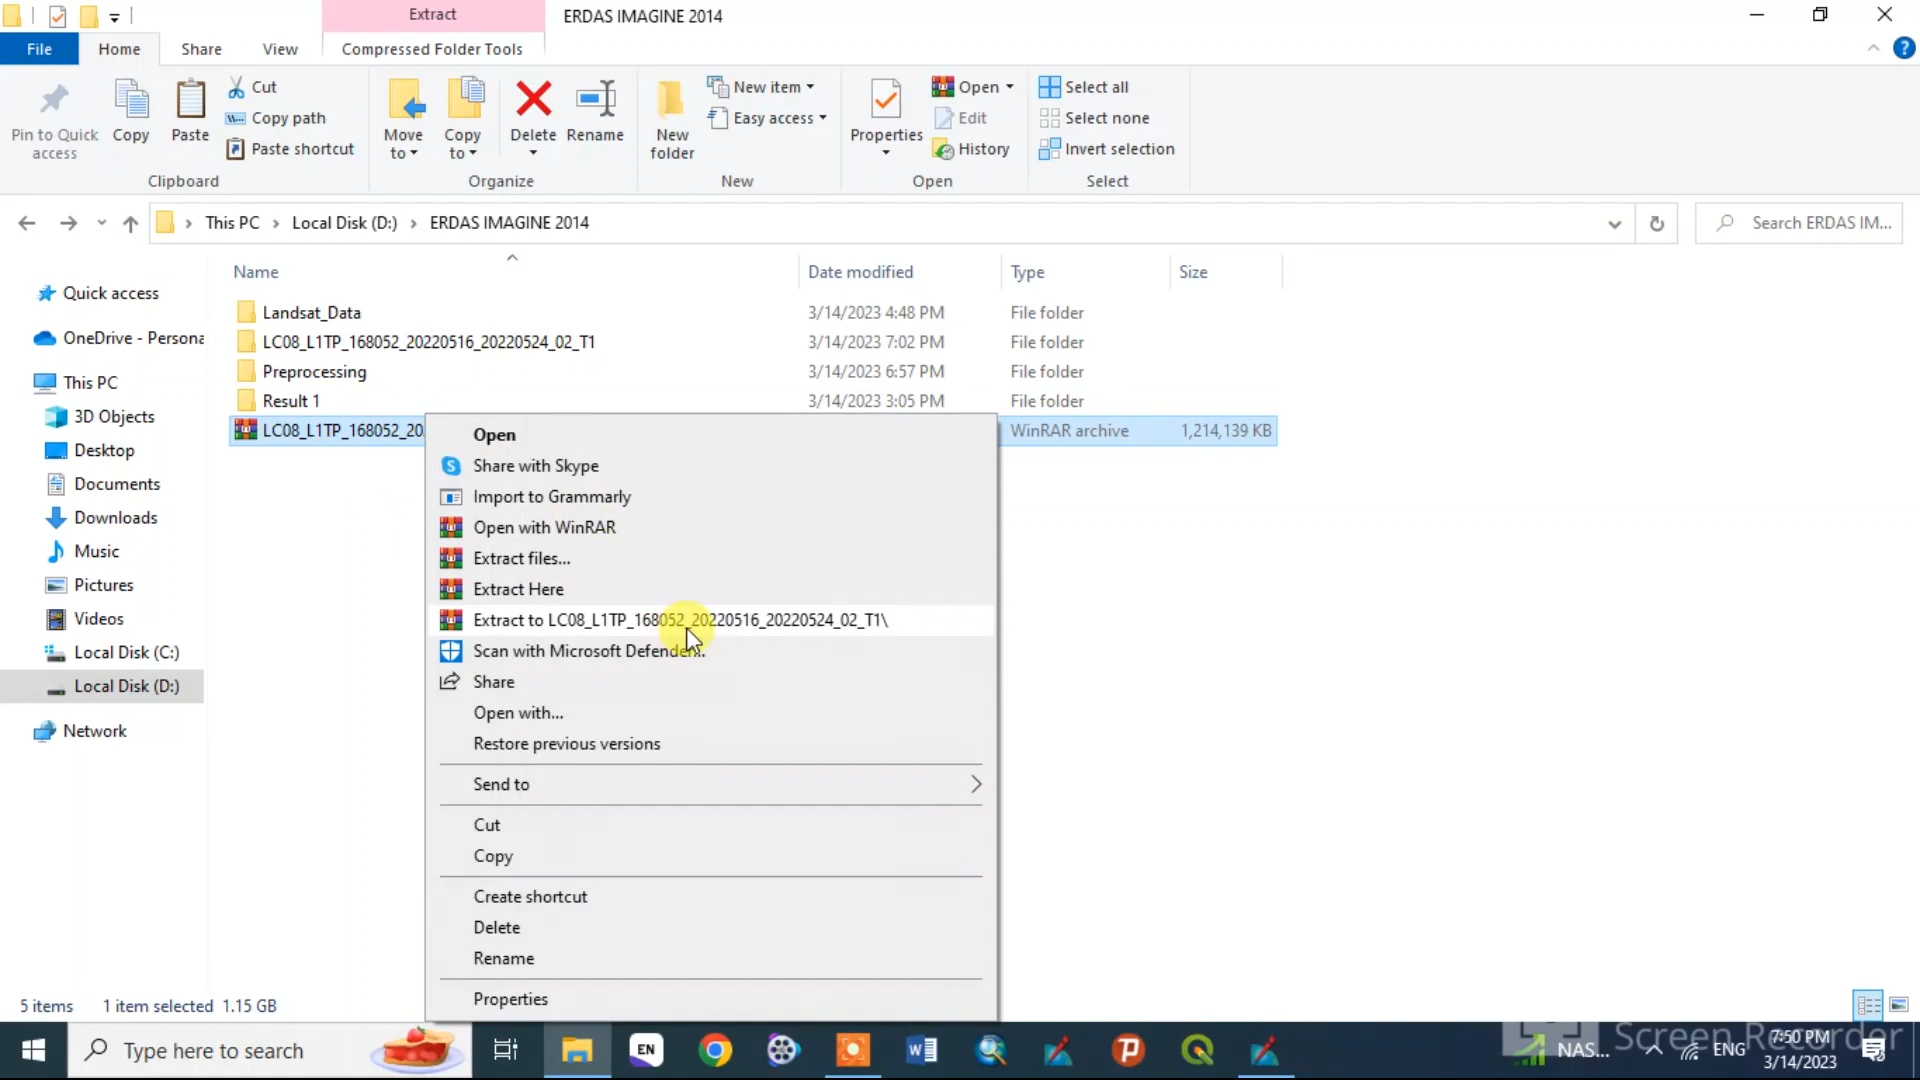 Extract
ERDAS IMAGINE 2014
File
Home
Share
View
Compressed Folder Tools
Pin to Quick access
Copy
Paste
Cut
Copy path
Paste shortcut
Move to
Copy to
Delete
Rename
New folder
New item
Easy access
Properties
Open
Edit
History
Select all
Select none
Invert selection
Clipboard
Organize
New
Open
Select
This PC
Local Disk (D:)
ERDAS IMAGINE 2014
Search ERDAS IM...
Name
Date modified
Type
Size
Quick access
OneDrive - Persona
This PC
3D Objects
Desktop
Documents
Downloads
Music
Pictures
Videos
Local Disk (C:)
Local Disk (D:)
Network
Landsat_Data 3/14/2023 4:48 PM File folder
LC08_L1TP_168052_20220516_20220524_02_T1 3/14/2023 7:02 PM File folder
Preprocessing 3/14/2023 6:57 PM File folder
Result 1 3/14/2023 3:05 PM File folder
LC08_L1TP_168052_20 WinRAR archive 1,214,139 KB
Open
Share with Skype
Import to Grammarly
Open with WinRAR
Extract files...
Extract Here
Extract to LC08_L1TP_168052_20220516_20220524_02_T1\
Scan with Microsoft Defender...
Share
Open with...
Restore previous versions
Send to
Cut
Copy
Create shortcut
Delete
Rename
Properties
5 items 1 item selected 1.15 GB
Type here to search
EN
NAS...
ENG
Screen Recorder
7:50 PM
3/14/2023